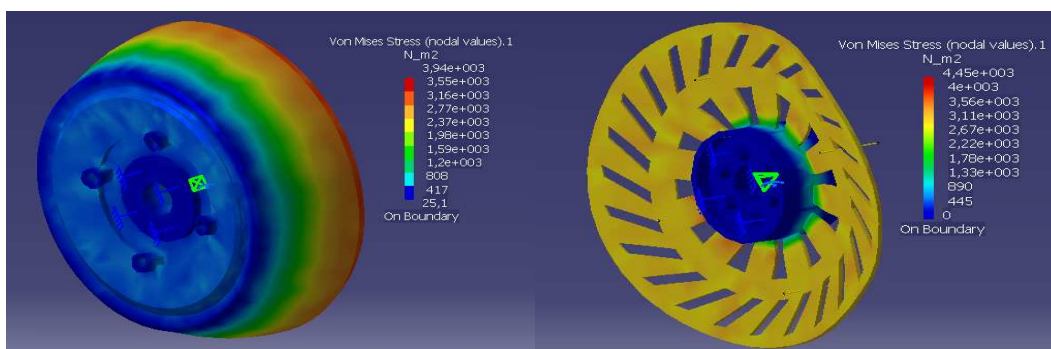 Von Mises Stress (nodal values).1
N_m2
3,94e+003
3,55e+003
3,16e+003
2,77e+003
2,37e+003
1,98e+003
1,59e+003
1,2e+003
808
417
25,1
On Boundary
Von Mises Stress (nodal values).1
N_m2
4,45e+003
4e+003
3,56e+003
3,11e+003
2,67e+003
2,22e+003
1,78e+003
1,33e+003
890
445
0
On Boundary